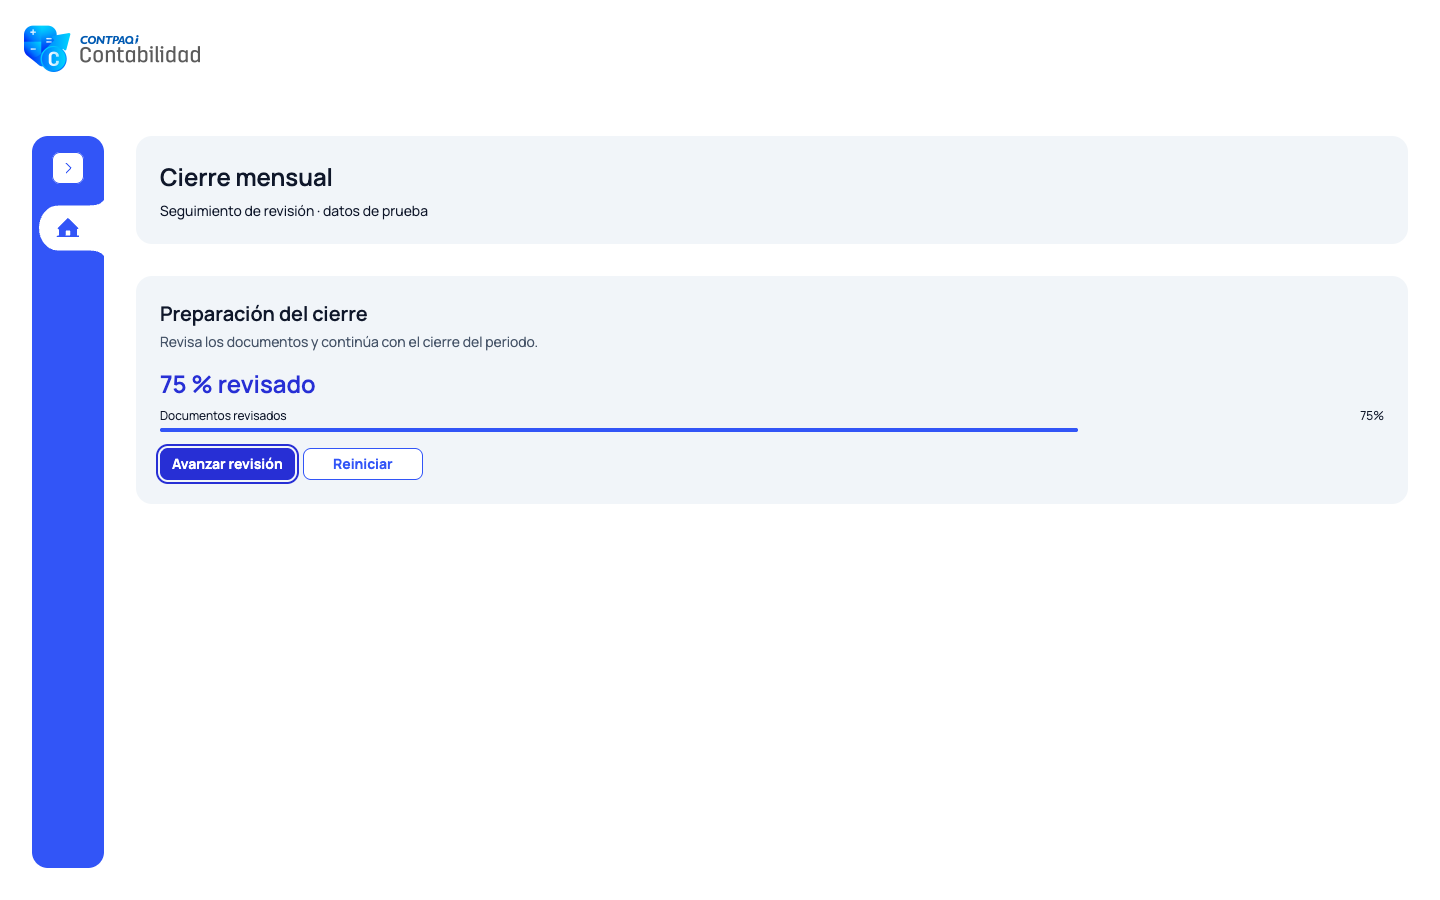 CONTPAQi
Contabilidad
C
Cierre mensual
Seguimiento de revisión · datos de prueba
Preparación del cierre
Revisa los documentos y continúa con el cierre del periodo.
75 % revisado
Documentos revisados 75%
Avanzar revisión Reiniciar